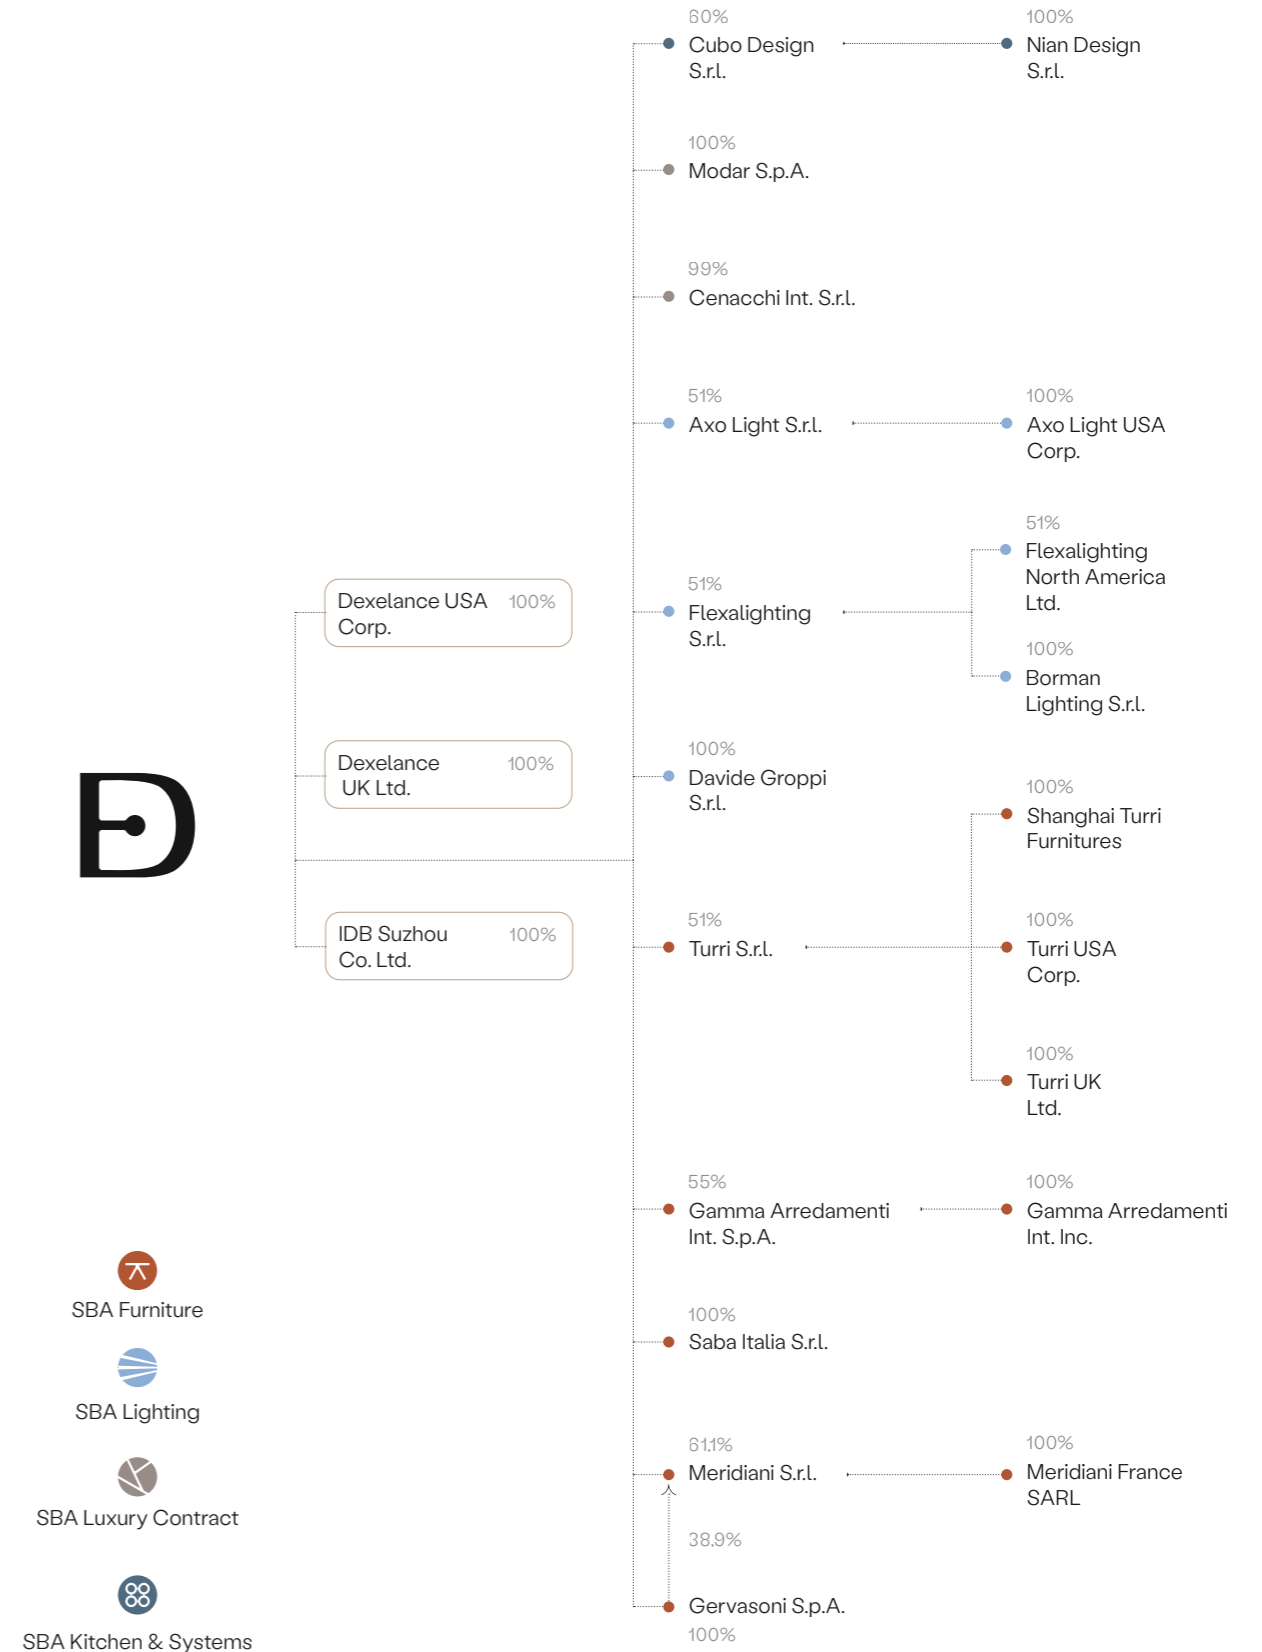 60%
Cubo Design
S.r.l.
100%
Nian Design
S.r.l.
100%
Modar S.p.A.
99%
Cenacchi Int. S.r.l.
51%
Axo Light S.r.l.
100%
Axo Light USA
Corp.
51%
Flexalighting
S.r.l.
51%
Flexalighting
North America
Ltd.
100%
Borman
Lighting S.r.l.
Dexelance USA 100%
Corp.
Dexelance 100%
UK Ltd.
IDB Suzhou 100%
Co. Ltd.
100%
Davide Groppi
S.r.l.
51%
Turri S.r.l.
100%
Shanghai Turri
Furnitures
100%
Turri USA
Corp.
100%
Turri UK
Ltd.
55%
Gamma Arredamenti
Int. S.p.A.
100%
Gamma Arredamenti
Int. Inc.
100%
Saba Italia S.r.l.
61,1%
Meridiani S.r.l.
100%
Meridiani France
SARL
38,9%
Gervasoni S.p.A.
100%
SBA Furniture
SBA Lighting
SBA Luxury Contract
SBA Kitchen & Systems